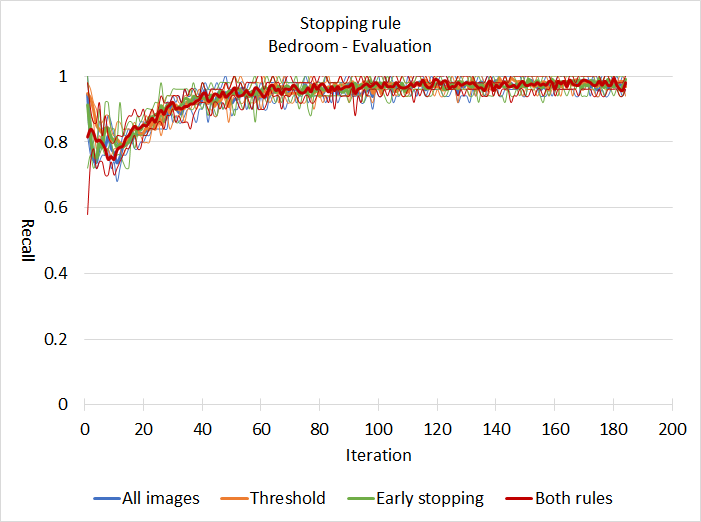 Stopping rule
Bedroom - Evaluation
1
0.8
0.6
0.4
0.2
0
Recall
0 20 40 60 80 100 120 140 160 180 200
Iteration
All images Threshold Early stopping Both rules